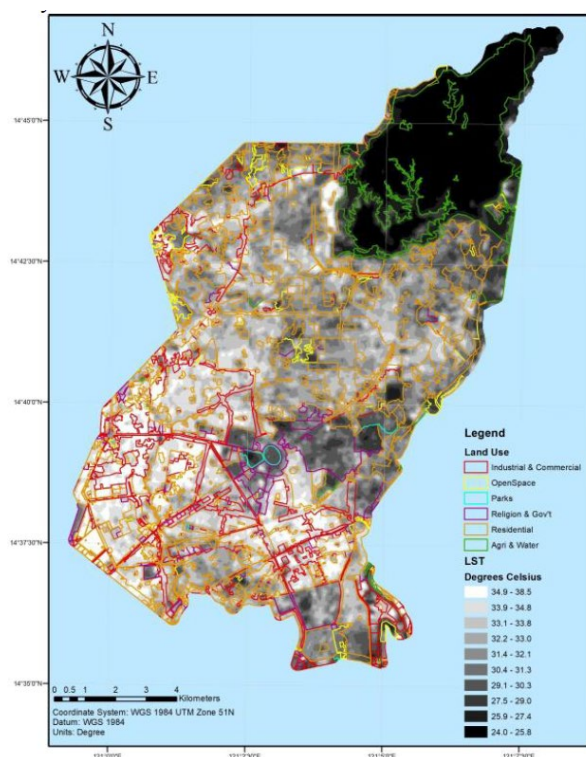 N
W E
S
14°45'0"N
14°42'30"N
14°40'0"N
14°37'30"N
14°35'0"N
Legend
Land Use
Industrial & Commercial
OpenSpace
Parks
Religion & Gov't
Residential
Agri & Water
LST
Degrees Celsius
34.9 - 38.5
33.9 - 34.8
33.1 - 33.8
32.2 - 33.0
31.4 - 32.1
30.4 - 31.3
29.1 - 30.3
27.5 - 29.0
25.9 - 27.4
24.0 - 25.8
0 0.5 1 2 3 4
Kilometers
Coordinate System: WGS 1984 UTM Zone 51N
Datum: WGS 1984
Units: Degree